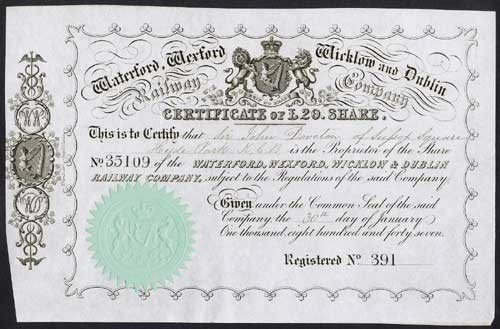 Waterford, Wexford Wicklow and Dublin
Railway Company
CERTIFICATE OF £20. SHARE.
This is to Certify that Sir John of Square
Hyde Park K.C.B. is the Proprietor of the Share
No. 35109 of the WATERFORD, WEXFORD, WICKLOW & DUBLIN
RAILWAY COMPANY, subject to the Regulations of the said Company.
Given under the Common Seal of the said
Company the 30th day of January
One thousand eight hundred and forty seven.
Registered No. 391